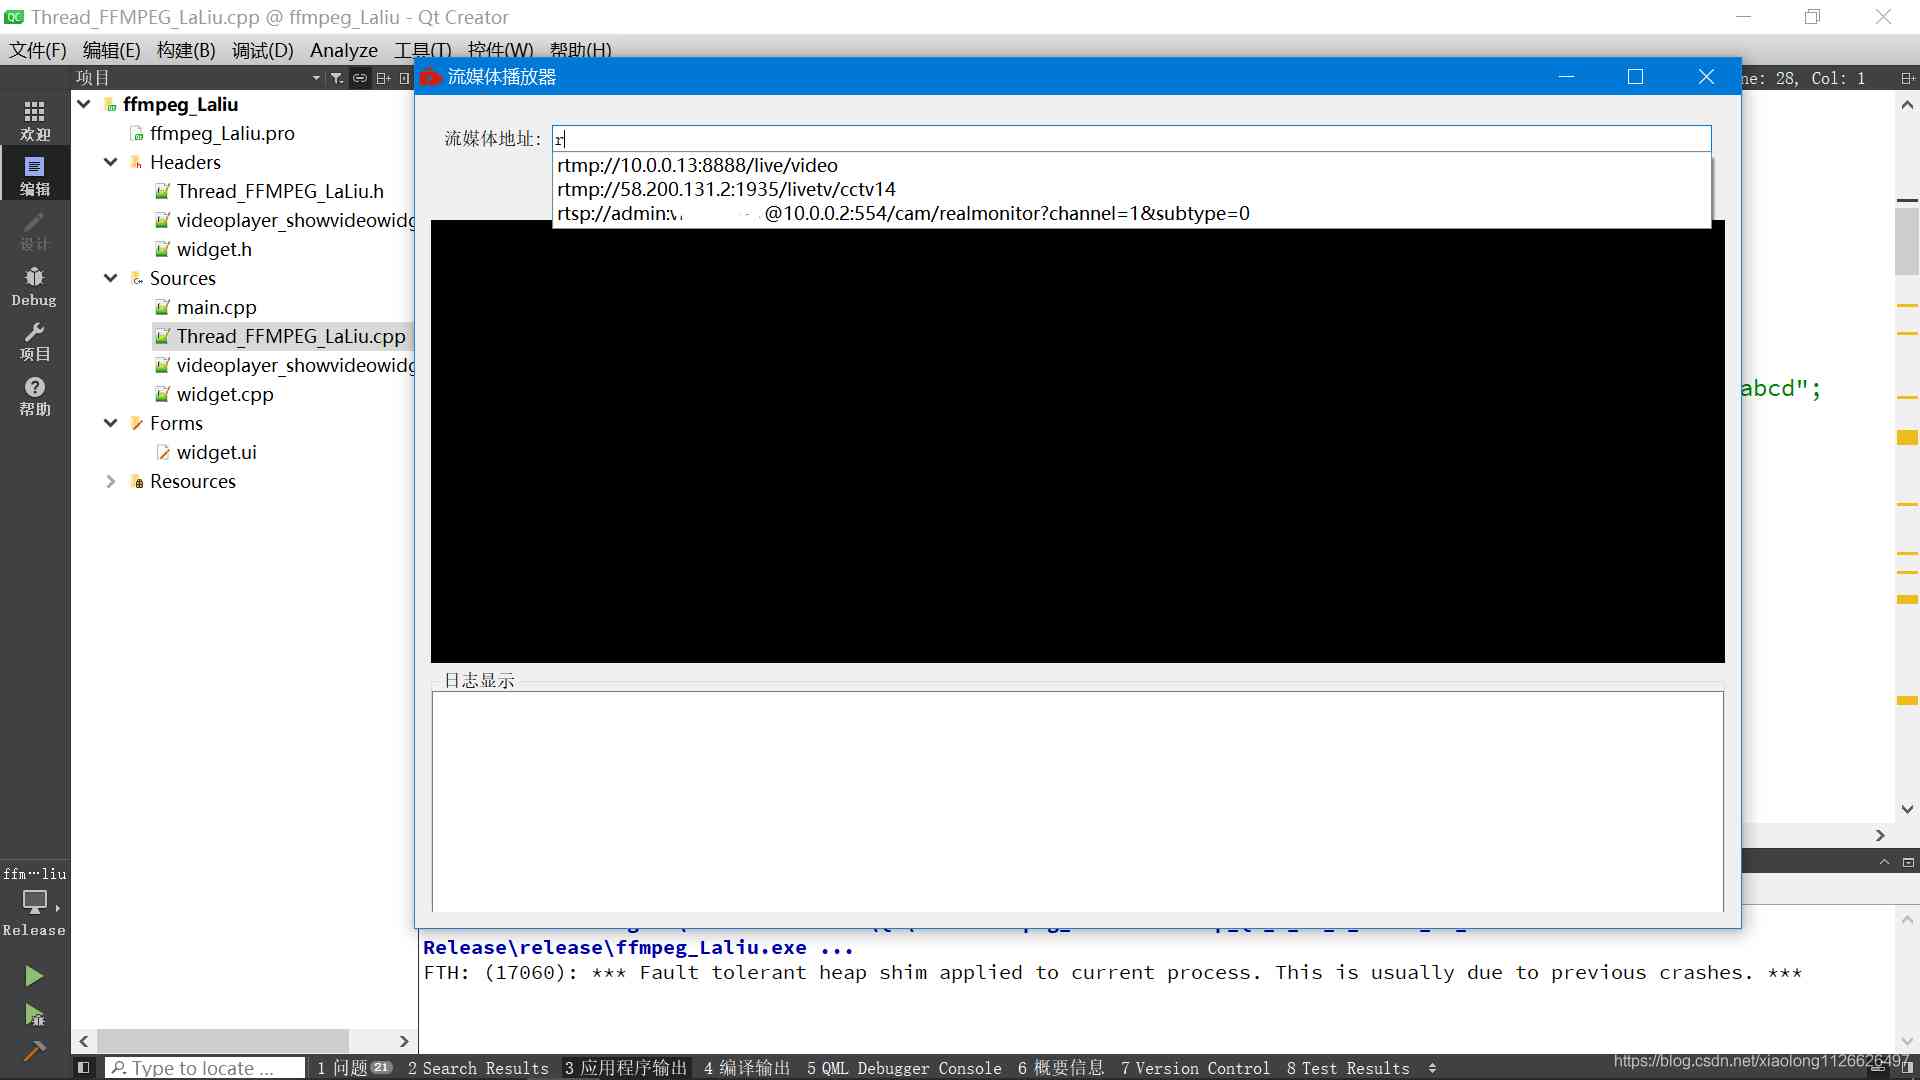 Thread_FFMPEG_LaLiu.cpp @ ffmpeg_Laliu - Qt Creator
文件(F) 编辑(E) 构建(B) 调试(D) Analyze 工具(T) 控件(W) 帮助(H)
项目
流媒体播放器
28, Col: 1
欢迎
编辑
设计
Debug
项目
帮助
ffmpeg_Laliu
ffmpeg_Laliu.pro
Headers
Thread_FFMPEG_LaLiu.h
videoplayer_showvideowidg
widget.h
Sources
main.cpp
Thread_FFMPEG_LaLiu.cpp
videoplayer_showvideowidg
widget.cpp
Forms
widget.ui
Resources
流媒体地址: r
rtmp://10.0.0.13:8888/live/video
rtmp://58.200.131.2:1935/livetv/cctv14
rtsp://admin: @10.0.0.2:554/cam/realmonitor?channel=1&subtype=0
abcd";
日志显示
ffm…liu
Release
Release\release\ffmpeg_Laliu.exe ...
FTH: (17060): *** Fault tolerant heap shim applied to current process. This is usually due to previous crashes. ***
Type to locate ...
1 问题 21 2 Search Results 3 应用程序输出 4 编译输出 5 QML Debugger Console 6 概要信息 7 Version Control 8 Test Results
https://blog.csdn.net/xiaolong1126626497